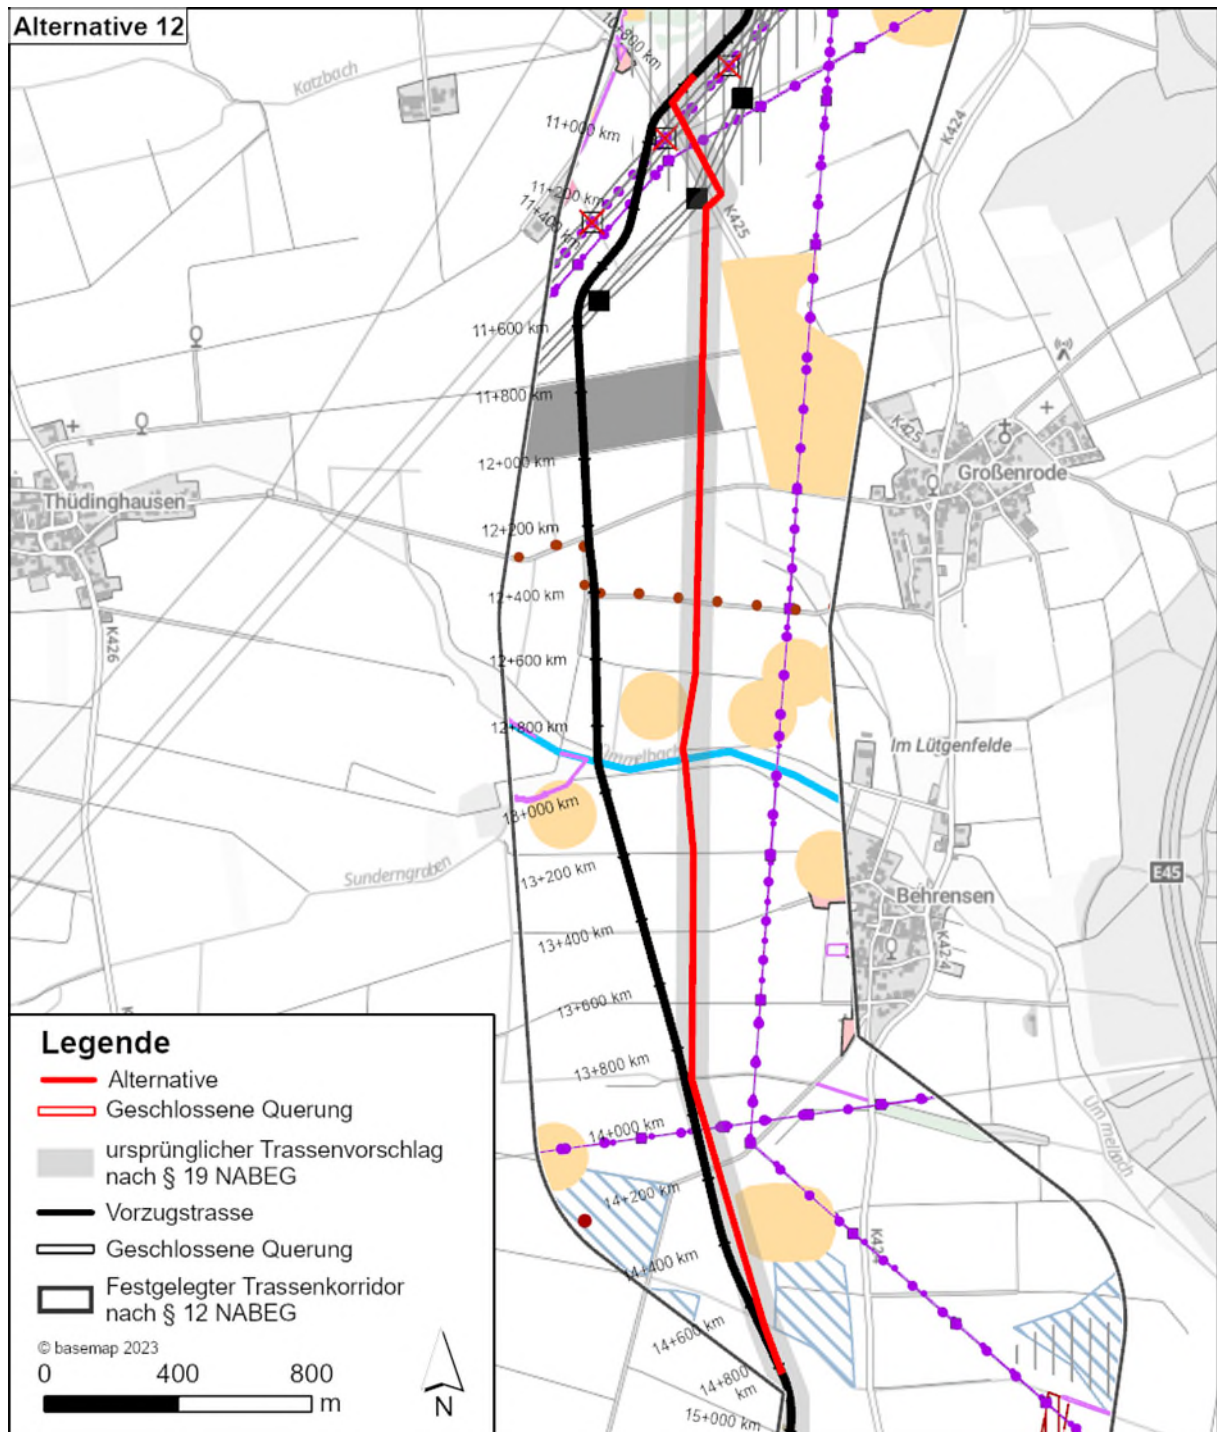 Alternative 12
10+800 km
Katzbach
11+000 km
K424
11+200 km
11+400 km
K425
11+600 km
11+800 km
K425
12+000 km
Großenrode
Thüdinghausen
12+200 km
12+400 km
K426
12+600 km
12+800 km
Ümmelbach
Im Lütgenfelde
13+000 km
Sunderngraben
13+200 km
E45
Behrensen
13+400 km
K424
13+600 km
13+800 km
14+000 km
Ümmelbach
14+200 km
K424
14+400 km
14+600 km
14+800 km
15+000 km
Legende
Alternative
Geschlossene Querung
ursprünglicher Trassenvorschlag
nach § 19 NABEG
Vorzugstrasse
Geschlossene Querung
Festgelegter Trassenkorridor
nach § 12 NABEG
© basemap 2023
0 400 800
m
N